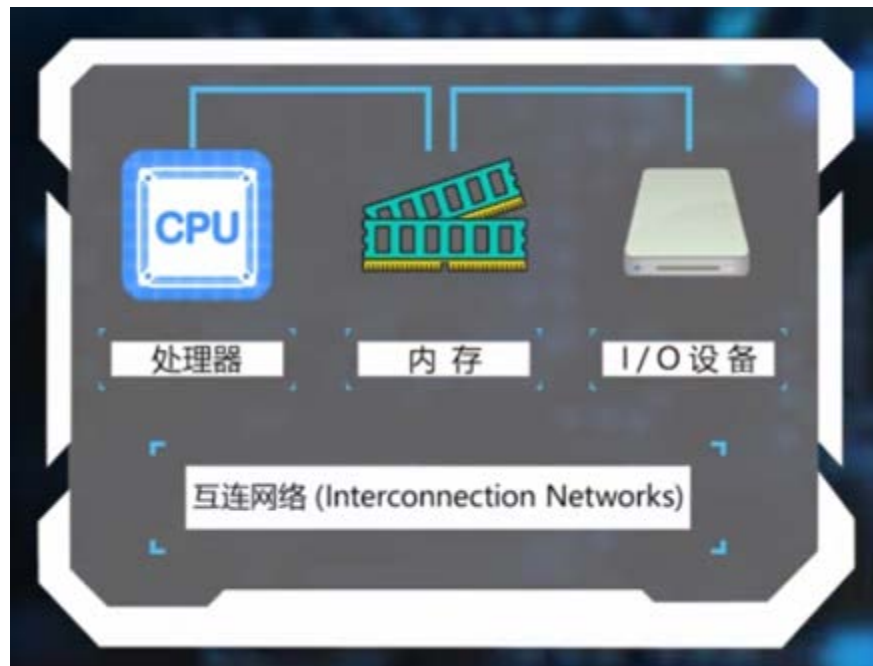 CPU
处理器
内 存
I/O设备
互连网络 (Interconnection Networks)